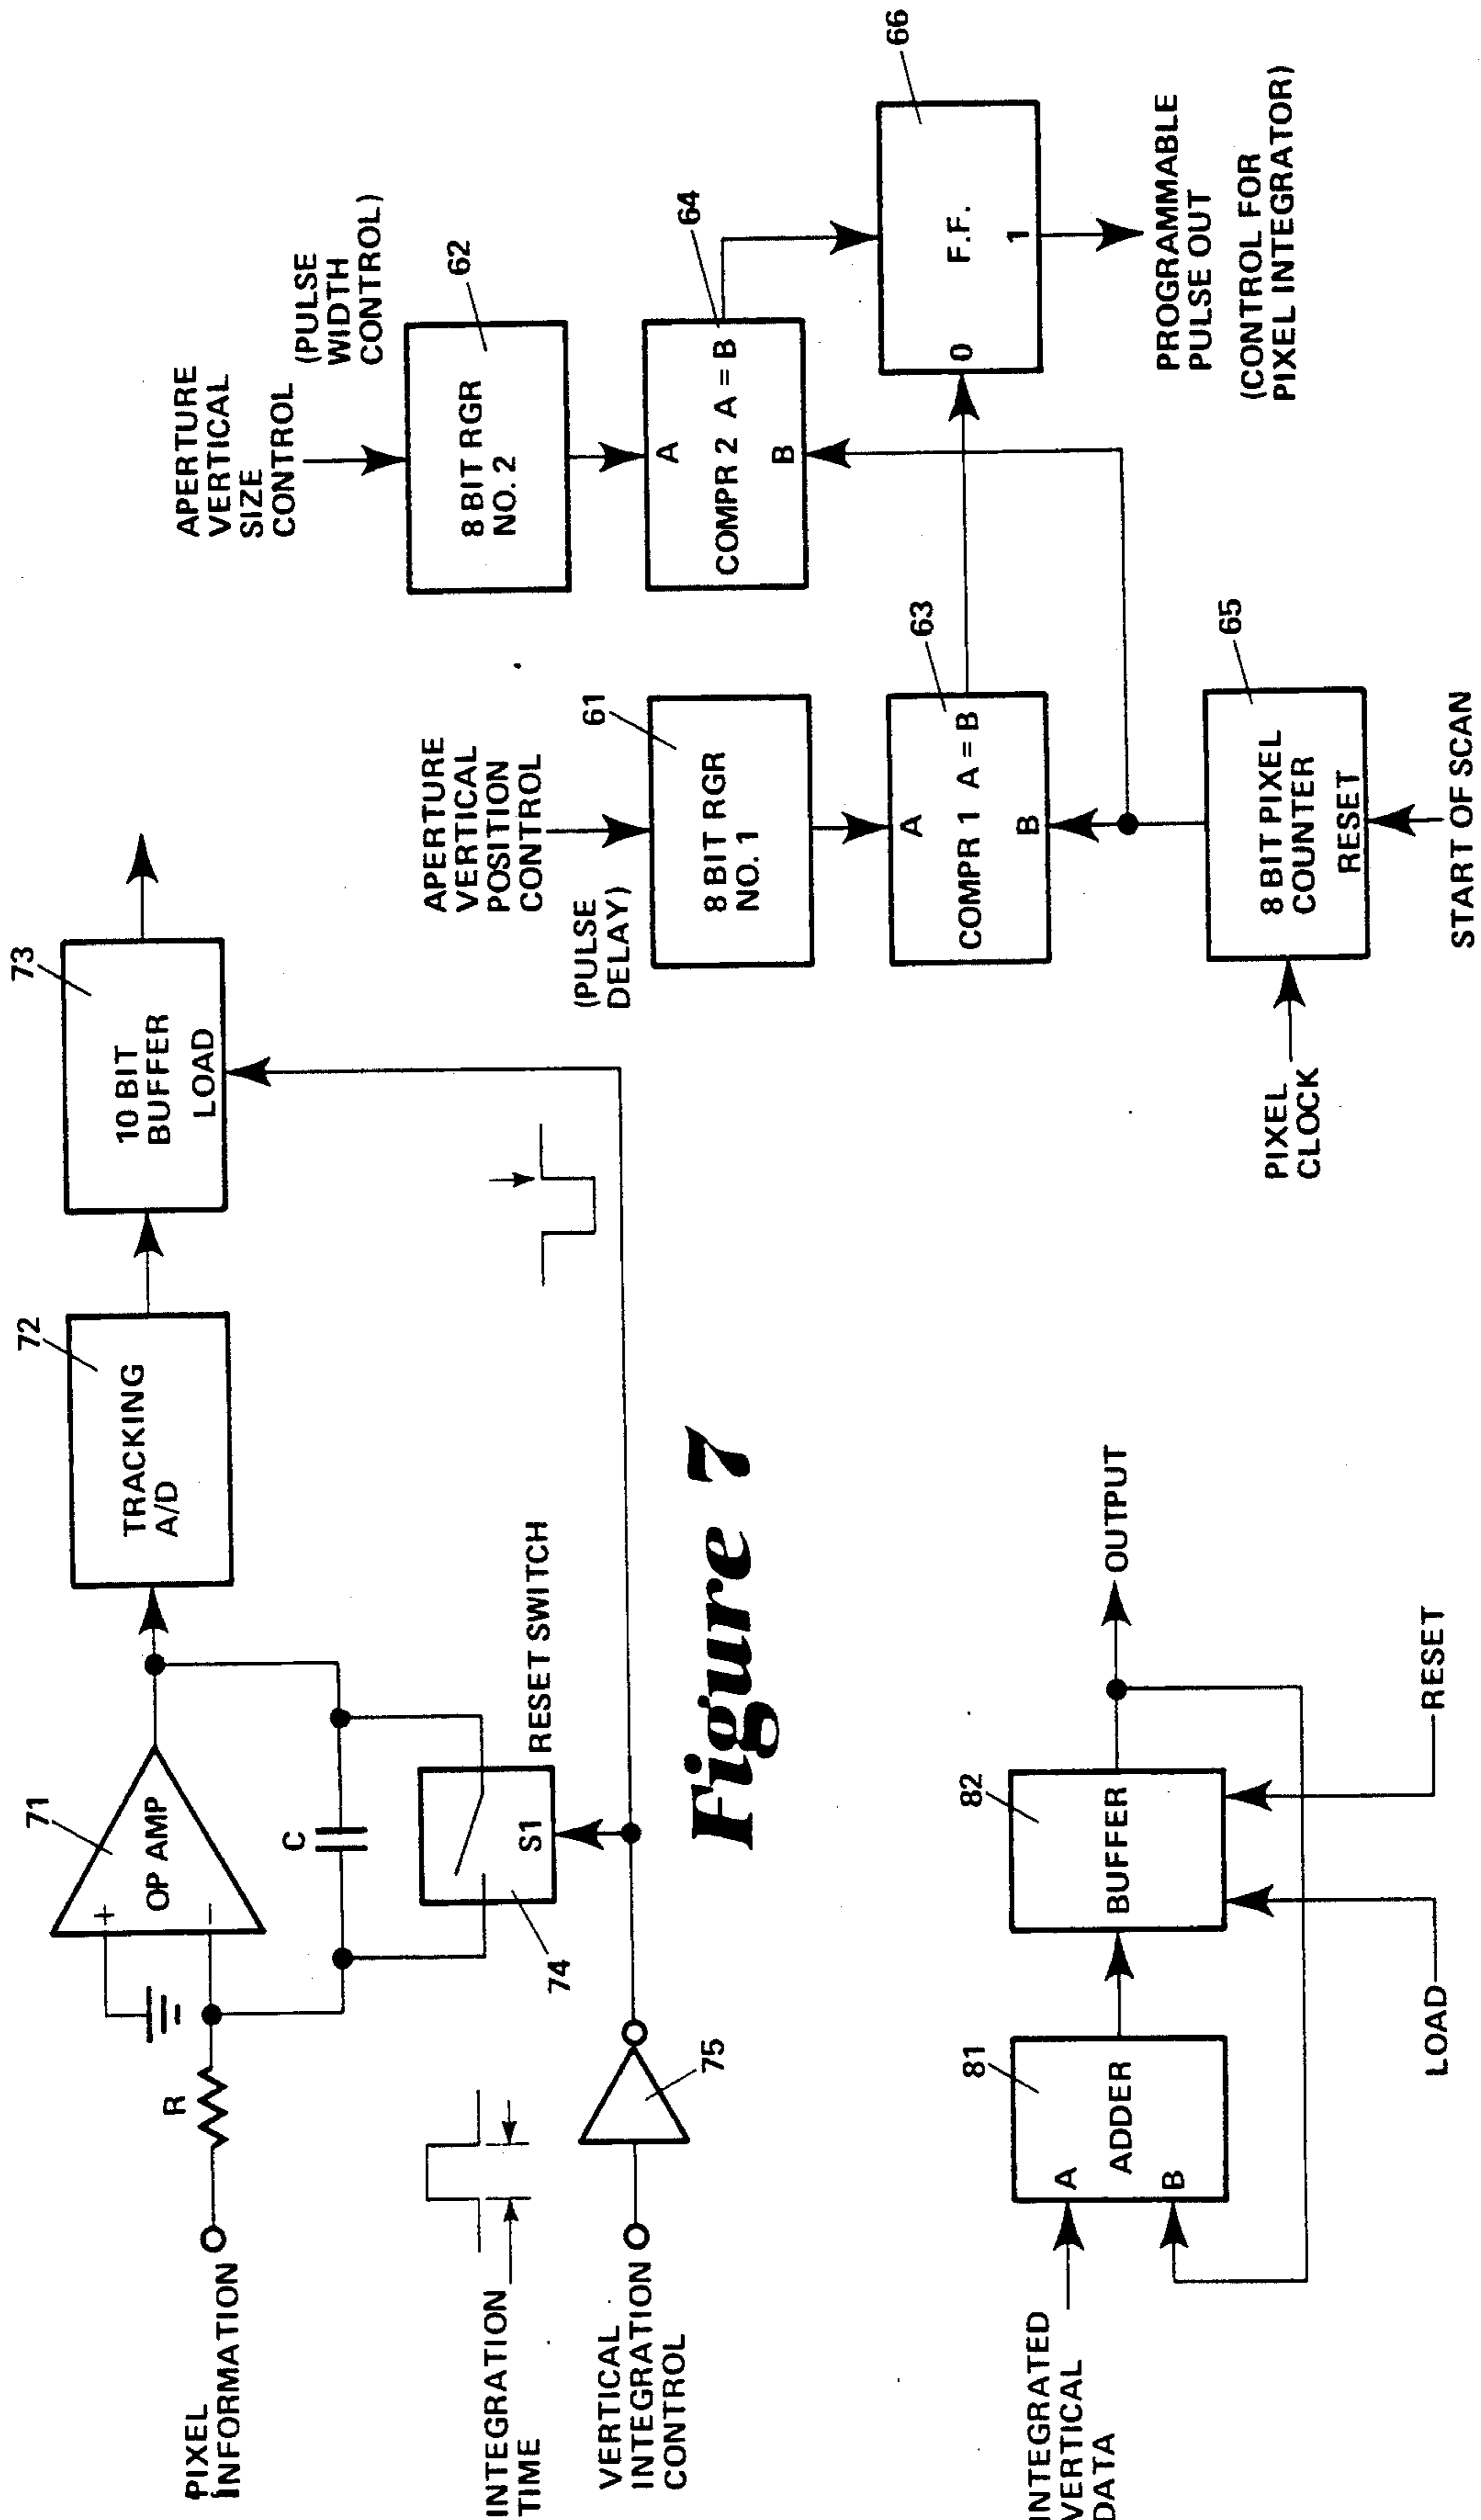 73
10 BIT
BUFFER
LOAD
72
TRACKING
A/D
71
OP AMP
+
−
C
R
PIXEL
INFORMATION
RESET SWITCH
S1
74
INTEGRATION
TIME
VERTICAL
INTEGRATION
CONTROL
75
Figure 7
APERTURE
VERTICAL
SIZE
CONTROL
(PULSE
WIDTH
CONTROL)
62
8 BIT RGR
NO. 2
64
A
COMPR 2 A = B
B
66
0
F.F.
1
PROGRAMMABLE
PULSE OUT
(CONTROL FOR
PIXEL INTEGRATOR)
APERTURE
VERTICAL
POSITION
CONTROL
(PULSE
DELAY)
61
8 BIT RGR
NO. 1
63
A
COMPR 1 A = B
B
65
8 BIT PIXEL
COUNTER
RESET
PIXEL
CLOCK
START OF SCAN
INTEGRATED
VERTICAL
DATA
81
A
ADDER
B
82
BUFFER
OUTPUT
LOAD
RESET